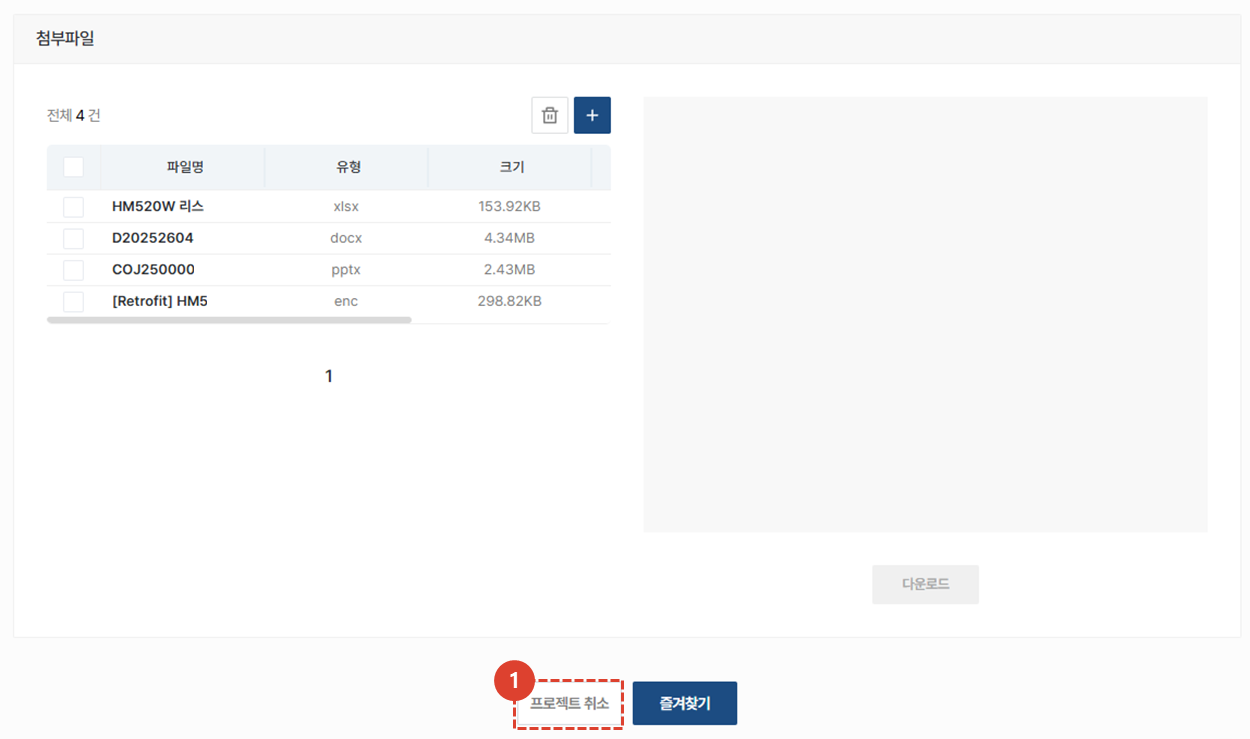 첨부파일
전체 4 건
+
파일명 유형 크기
HM520W 리스 xlsx 153.92KB
D20252604 docx 4.34MB
COJ250000 pptx 2.43MB
[Retrofit] HM5 enc 298.82KB
1
다운로드
1
프로젝트 취소 즐겨찾기